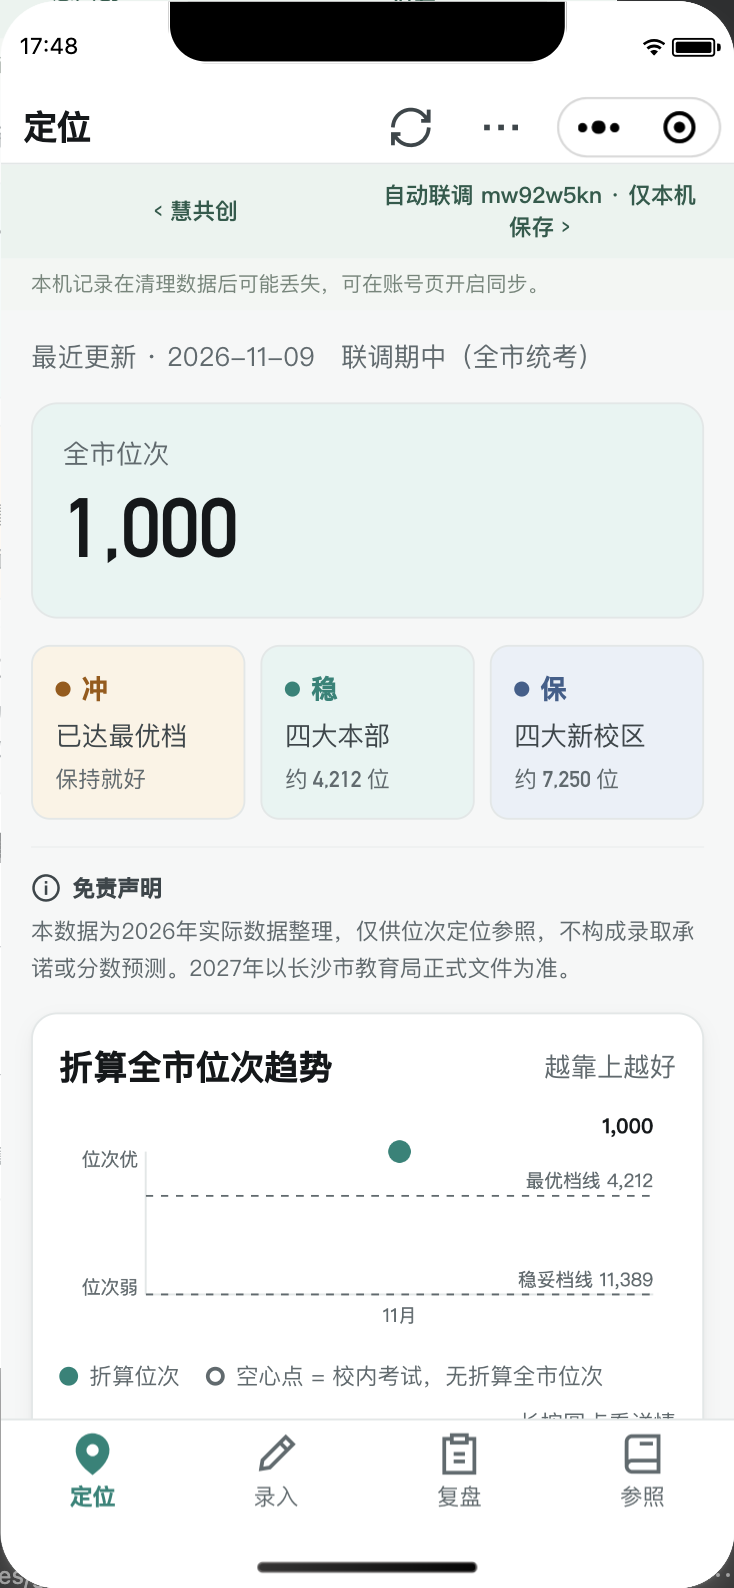 17:48
定位
‹ 慧共创
自动联调 mw92w5kn · 仅本机
保存 ›
本机记录在清理数据后可能丢失，可在账号页开启同步。
最近更新 · 2026-11-09 联调期中（全市统考）
全市位次
1,000
冲
已达最优档
保持就好
稳
四大本部
约 4,212 位
保
四大新校区
约 7,250 位
免责声明
本数据为2026年实际数据整理，仅供位次定位参照，不构成录取承
诺或分数预测。2027年以长沙市教育局正式文件为准。
折算全市位次趋势
越靠上越好
1,000
位次优
最优档线 4,212
稳妥档线 11,389
位次弱
11月
折算位次
空心点 = 校内考试，无折算全市位次
定位
录入
复盘
参照